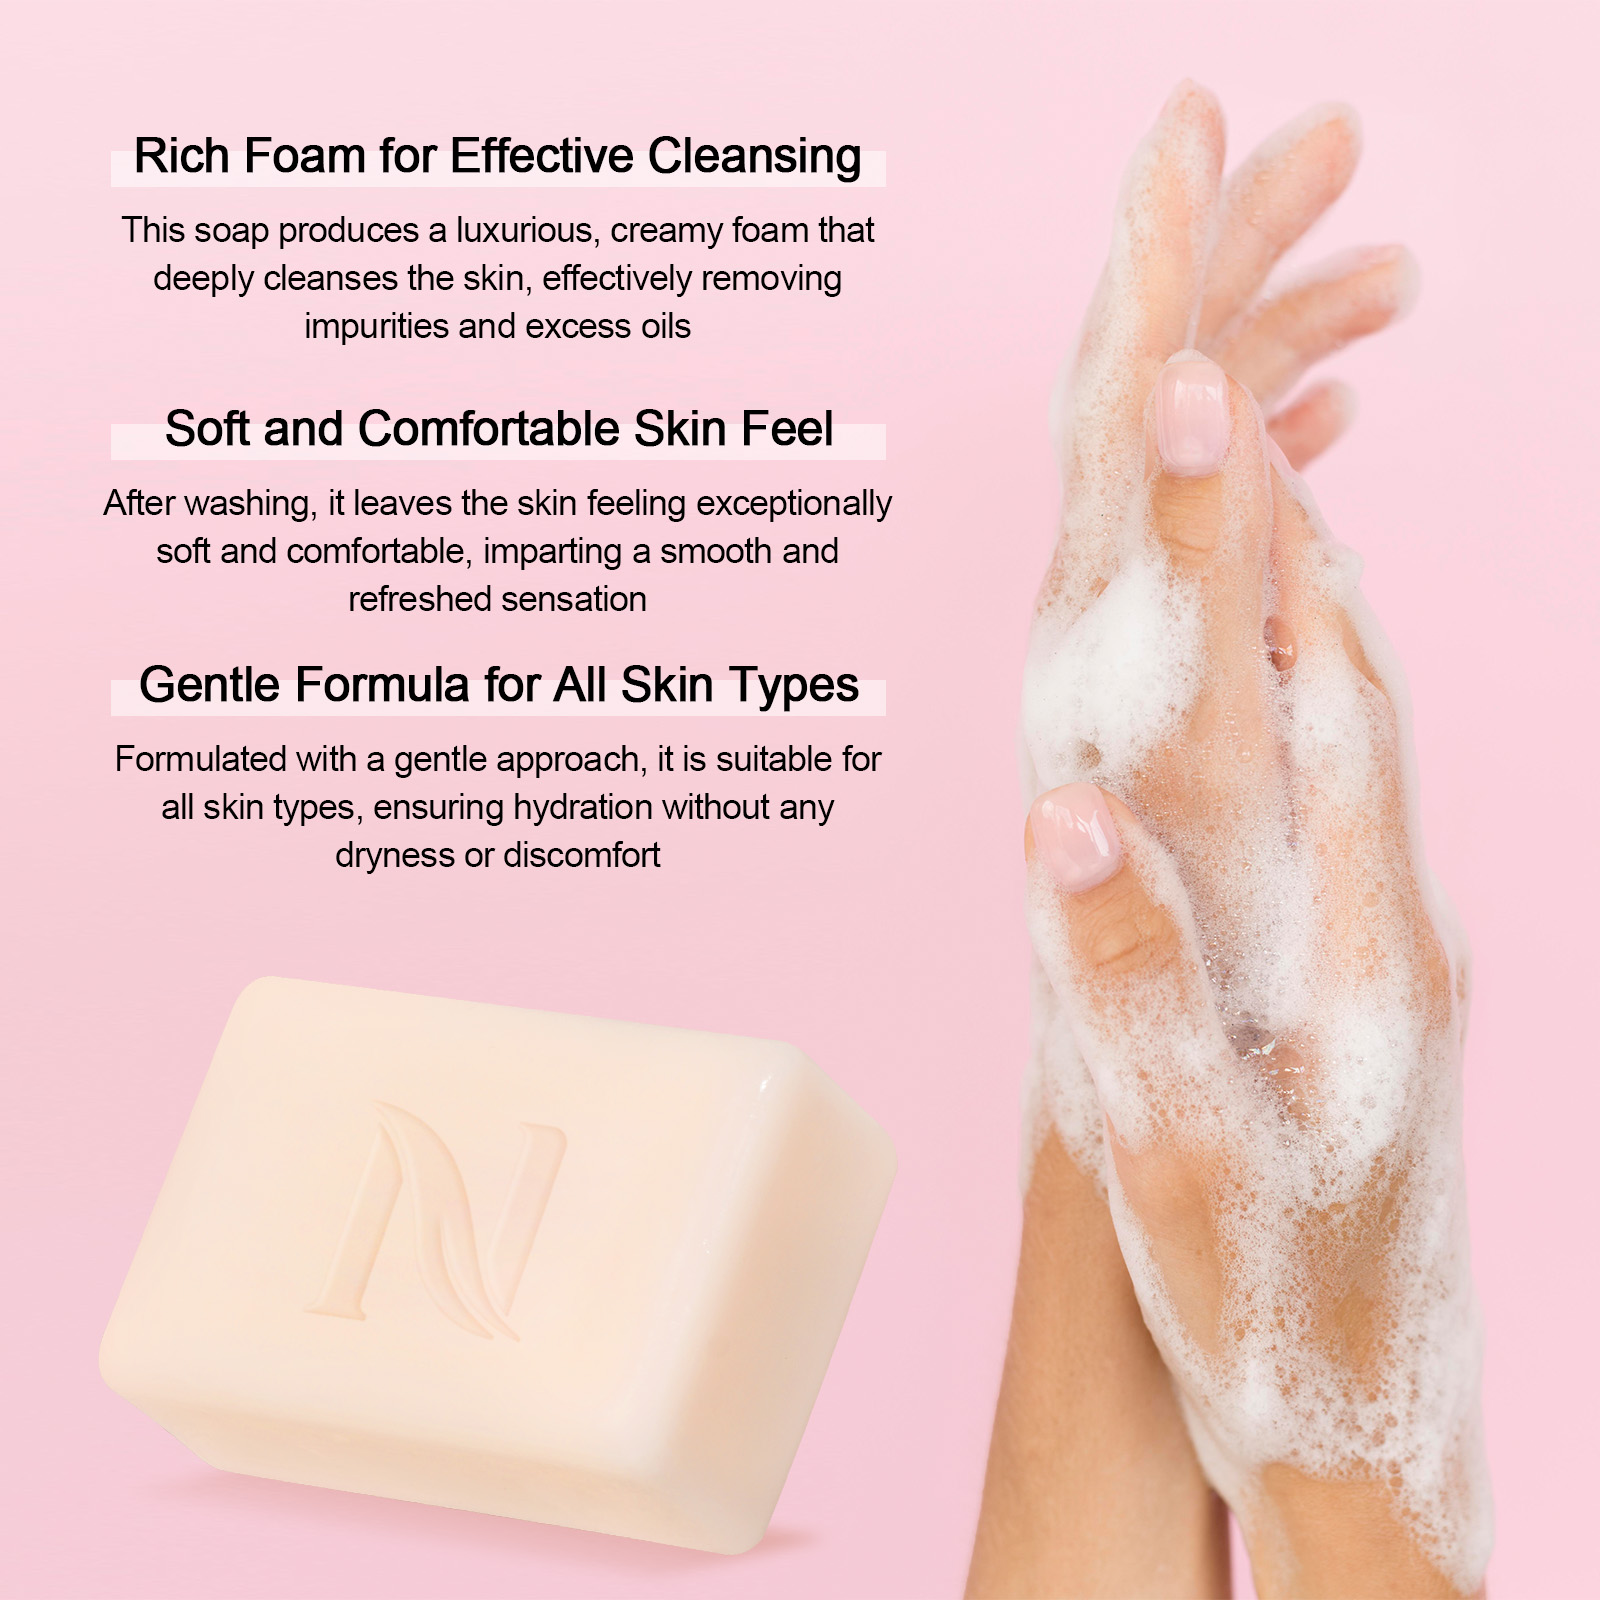 Rich Foam for Effective Cleansing
This soap produces a luxurious, creamy foam that
deeply cleanses the skin, effectively removing
impurities and excess oils
Soft and Comfortable Skin Feel
After washing, it leaves the skin feeling exceptionally
soft and comfortable, imparting a smooth and
refreshed sensation
Gentle Formula for All Skin Types
Formulated with a gentle approach, it is suitable for
all skin types, ensuring hydration without any
dryness or discomfort
N